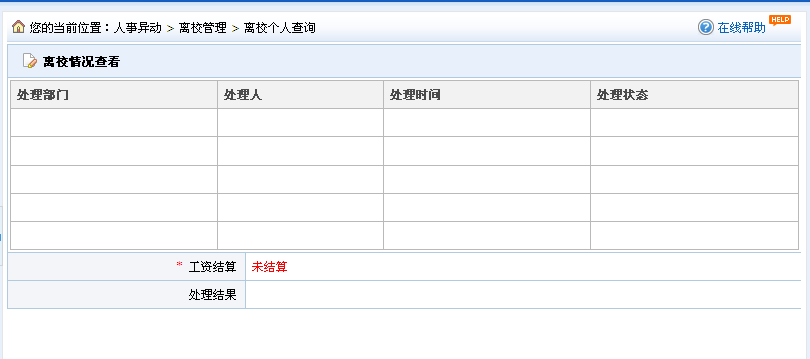 您的当前位置：人事异动 > 离校管理 > 离校个人查询 在线帮助 HELP
离校情况查看
处理部门 处理人 处理时间 处理状态
* 工资结算 未结算
处理结果